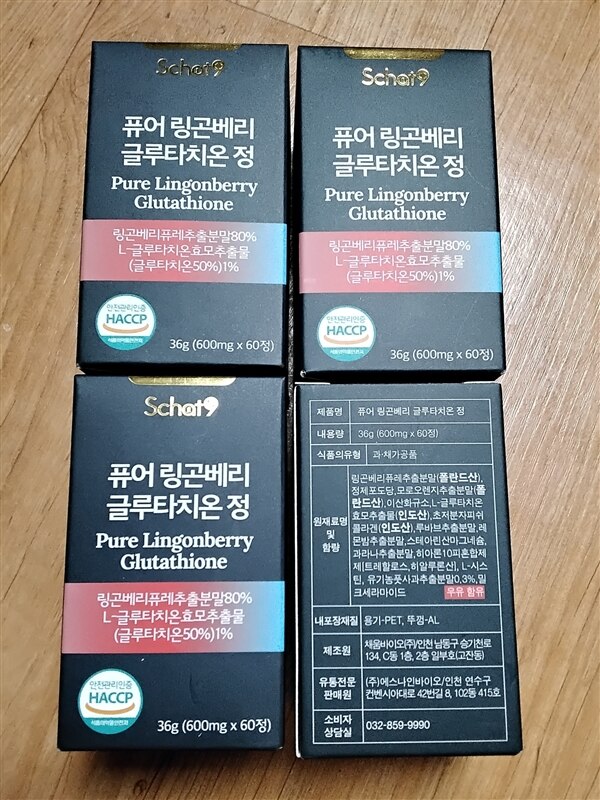 Schat9
퓨어 링곤베리
글루타치온 정
Pure Lingonberry
Glutathione
링곤베리퓨레추출분말80%
L-글루타치온효모추출물
(글루타치온50%)1%
안전관리인증
HACCP
식품의약품안전처
36g (600mg x 60정)
Schat9
퓨어 링곤베리
글루타치온 정
Pure Lingonberry
Glutathione
링곤베리퓨레추출분말80%
L-글루타치온효모추출물
(글루타치온50%)1%
안전관리인증
HACCP
식품의약품안전처
36g (600mg x 60정)
Schat9
퓨어 링곤베리
글루타치온 정
Pure Lingonberry
Glutathione
링곤베리퓨레추출분말80%
L-글루타치온효모추출물
(글루타치온50%)1%
안전관리인증
HACCP
식품의약품안전처
36g (600mg x 60정)
제품명 퓨어 링곤베리 글루타치온 정
내용량 36g (600mg x 60정)
식품의유형 과·채가공품
원재료명 및 함량
링곤베리퓨레추출분말(폴란드산),
정제포도당,모로오렌지추출분말(폴
란드산),이산화규소,L-글루타치온
효모추출물(인도산),초저분자피쉬
콜라겐(인도산),루바브추출분말,레
몬밤추출분말,스테아린산마그네슘,
과라나추출분말,히아론10피혼합제
제[트레할로스,히알루론산], L-시스
틴, 유기농풋사과추출분말0.3%,밀
크세라마이드 우유 함유
내포장재질 용기-PET, 뚜껑-AL
제조원 채움바이오(주)/인천 남동구 승기천로
134, C동 1층, 2층 일부호(고잔동)
유통전문판매원 (주)에스나인바이오/인천 연수구
컨벤시아대로 42번길 8, 102동 415호
소비자상담실 032-859-9990